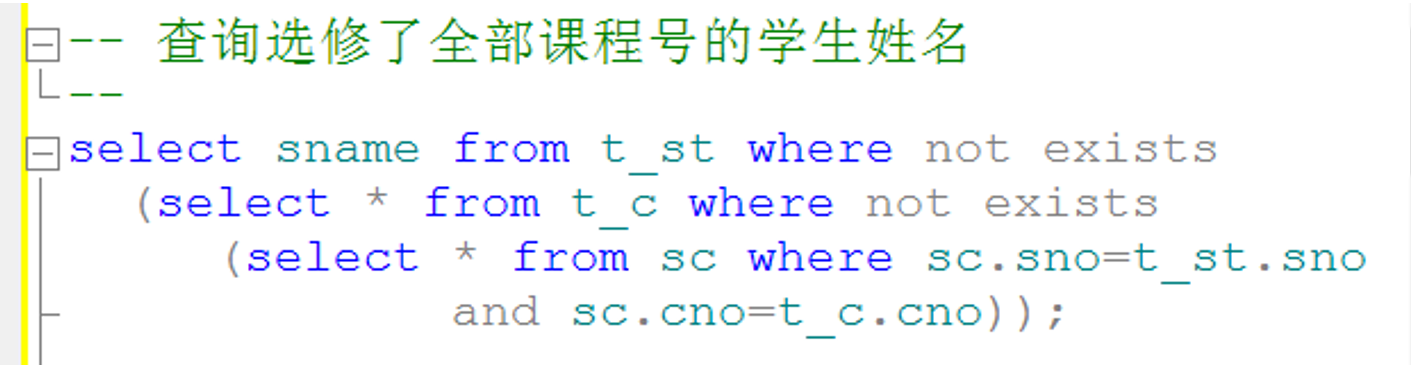 -- 查询选修了全部课程号的学生姓名
--
select sname from t_st where not exists
(select * from t_c where not exists
(select * from sc where sc.sno=t_st.sno
and sc.cno=t_c.cno));